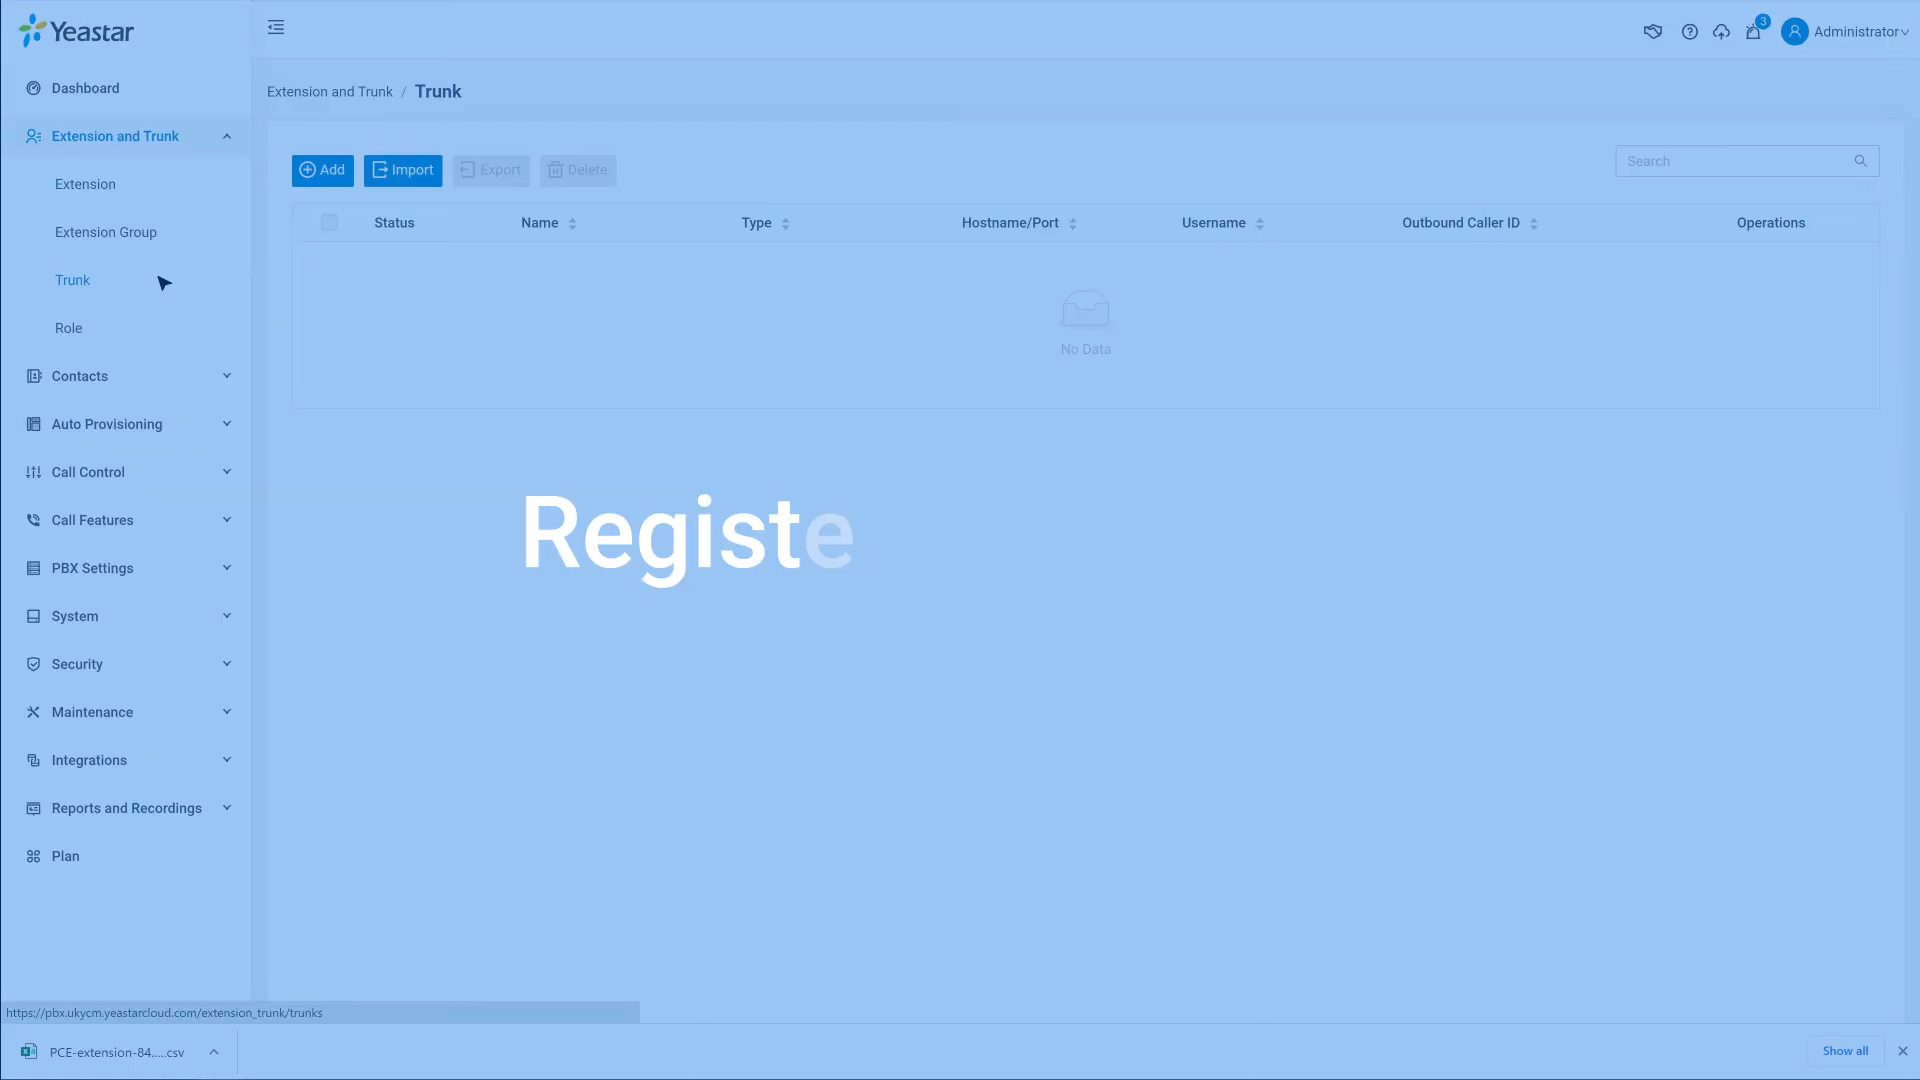 Yeastar
3
Administrator
Dashboard
Extension and Trunk / Trunk
Extension and Trunk
Add
Import
Export
Delete
Search
Extension
Status
Name
Type
Hostname/Port
Username
Outbound Caller ID
Operations
Extension Group
Trunk
Role
No Data
Contacts
Auto Provisioning
Call Control
Call Features
Registe
PBX Settings
System
Security
Maintenance
Integrations
Reports and Recordings
Plan
https://pbx.ukycm.yeastarcloud.com/extension_trunk/trunks
PCE-extension-84.....csv
Show all